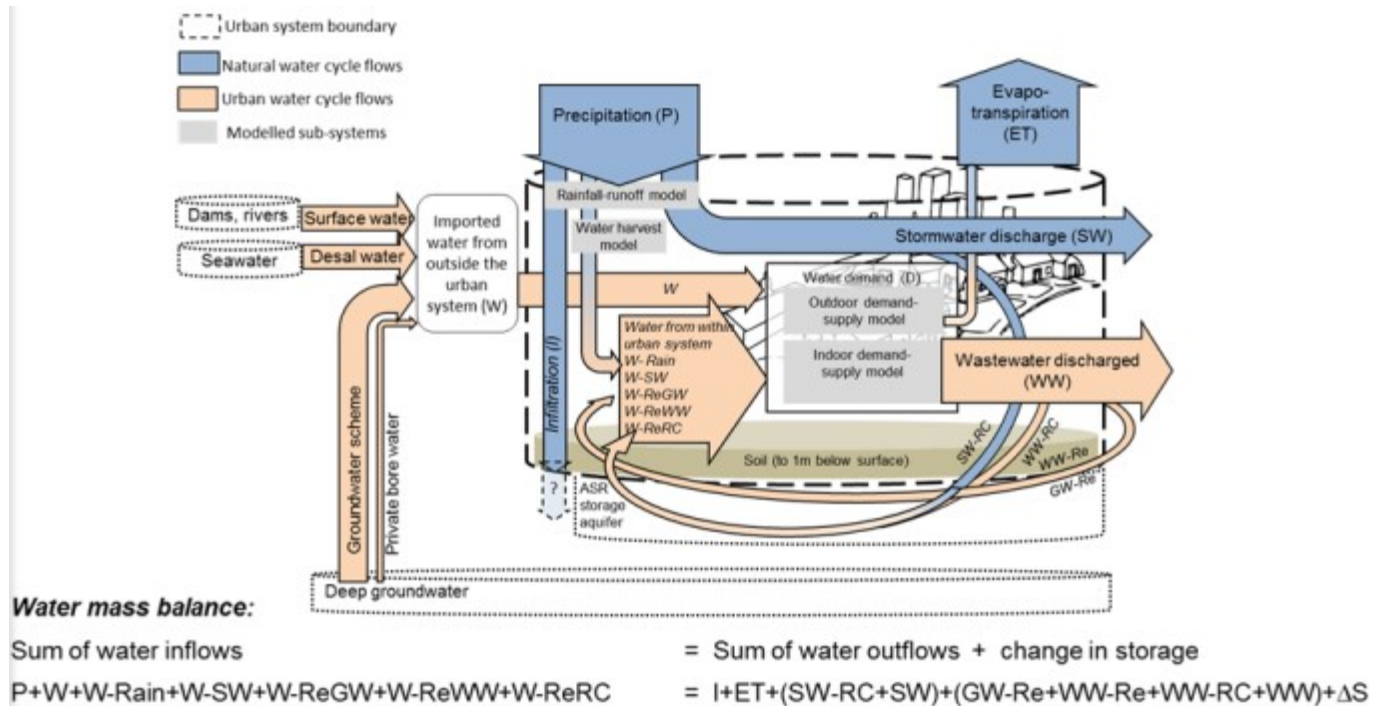 Urban system boundary
Natural water cycle flows
Urban water cycle flows
Modelled sub-systems
Precipitation (P)
Evapo-
transpiration
(ET)
Rainfall-runoff model
Water harvest
model
Dams, rivers
Surface water
Seawater
Desal water
Imported
water from
outside the
urban
system (W)
Stormwater discharge (SW)
W
Water demand (D)
Outdoor demand-
supply model
Indoor demand-
supply model
Water from within
urban system
W- Rain
W-SW
W-ReGW
W-ReWW
W-ReRC
Wastewater discharged
(WW)
Infiltration (I)
Groundwater scheme
Private bore water
Soil (to 1m below surface)
SW-RC
WW-RC
WW-Re
GW-Re
?
ASR
storage
aquifer
Deep groundwater
Water mass balance:
Sum of water inflows = Sum of water outflows + change in storage
P+W+W-Rain+W-SW+W-ReGW+W-ReWW+W-ReRC = I+ET+(SW-RC+SW)+(GW-Re+WW-Re+WW-RC+WW)+ΔS